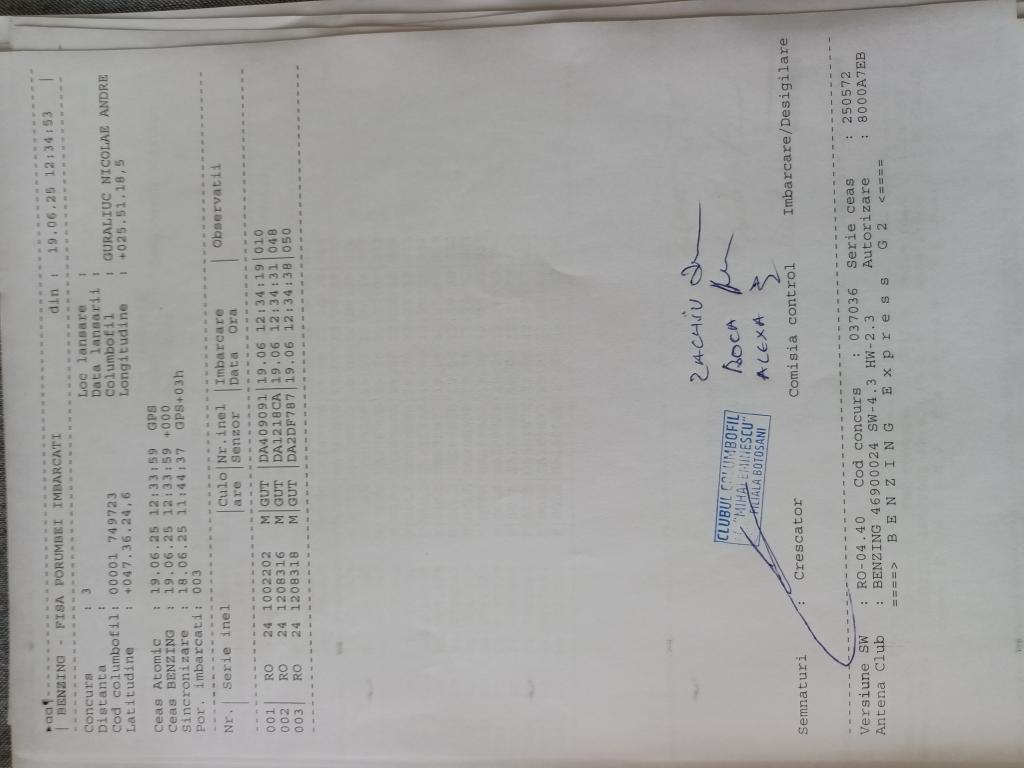 | BENZING - FISA PORUMBEI IMBARCATI din : 19.06.25 12:34:53 |
Concurs : 3 Loc lansare :
Distanta : Data lansarii :
Cod columbofil: 00001 749723 Columbofil : GURALIUC NICOLAE ANDRE
Latitudine : +047.36.24,6 Longitudine : +025.51.18,5
Ceas Atomic : 19.06.25 12:33:59 GPS
Ceas BENZING : 19.06.25 12:33:59 +000
Sincronizare : 18.06.25 11:44:37 GPS+03h
Por. imbarcati: 003
Nr.| Serie inel |Culo|Nr.inel |Imbarcare | Observatii
|are |Senzor |Data Ora |
001| RO 24 1002202 M|GUT |DA409091|19.06 12:34:19|010
002| RO 24 1208316 M|GUT |DA1218CA|19.06 12:34:31|048
003| RO 24 1208318 M|GUT |DA2DF787|19.06 12:34:38|050
ZACHIU
BOCA
ALEXA
CLUBUL COLUMBOFIL
"MIHAI EMINESCU"
FILIALA BOTOSANI
Semnaturi : Crescator Comisia control Imbarcare/Desigilare
Versiune SW : RO-04.40 Cod concurs : 037036 Serie ceas : 250572
Antena Club : BENZING 46900024 SW-4.3 HW-2.3 Autorizare : 8000A7EB
====> B E N Z I N G E x p r e s s G 2 <====